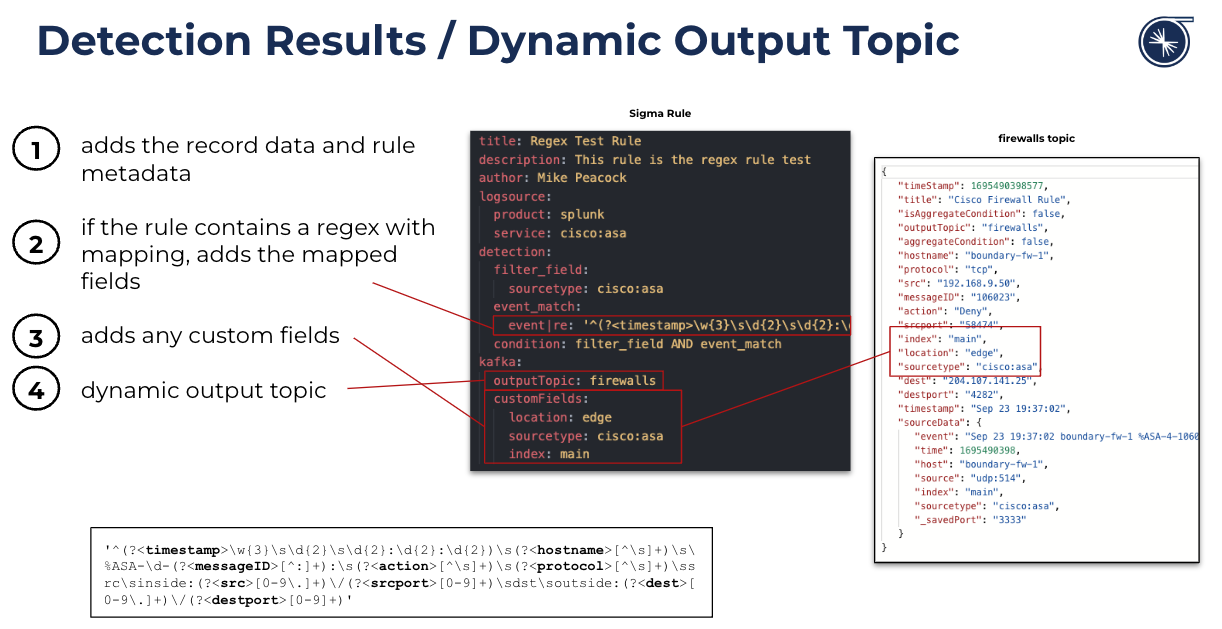 Detection Results / Dynamic Output Topic
1
adds the record data and rule
metadata
2
if the rule contains a regex with
mapping, adds the mapped
fields
3
adds any custom fields
4
dynamic output topic
Sigma Rule
title: Regex Test Rule
description: This rule is the regex rule test
author: Mike Peacock
logsource:
product: splunk
service: cisco:asa
detection:
filter_field:
sourcetype: cisco:asa
event_match:
event|re: '^(?<timestamp>\w{3}\s\d{2}\s\d{2}:\
condition: filter_field AND event_match
kafka:
outputTopic: firewalls
customFields:
location: edge
sourcetype: cisco:asa
index: main
firewalls topic
{
"timeStamp": 1695490398577,
"title": "Cisco Firewall Rule",
"isAggregateCondition": false,
"outputTopic": "firewalls",
"aggregateCondition": false,
"hostname": "boundary-fw-1",
"protocol": "tcp",
"src": "192.168.9.50",
"messageID": "106023",
"action": "Deny",
"srcport": "58474",
"index": "main",
"location": "edge",
"sourcetype": "cisco:asa",
"dest": "204.107.141.25",
"destport": "4282",
"timestamp": "Sep 23 19:37:02",
"sourceData": {
"event": "Sep 23 19:37:02 boundary-fw-1 %ASA-4-1060
"time": 1695490398,
"host": "boundary-fw-1",
"source": "udp:514",
"index": "main",
"sourcetype": "cisco:asa",
"_savedPort": "3333"
}
}
'^(?<timestamp>\w{3}\s\d{2}\s\d{2}:\d{2}:\d{2})\s(?<hostname>[^\s]+)\s\
%ASA-\d-(?<messageID>[^:]+):\s(?<action>[^\s]+)\s(?<protocol>[^\s]+)\ss
rc\sinside:(?<src>[0-9\.]+)\/(?<srcport>[0-9]+)\sdst\soutside:(?<dest>[
0-9\.]+)\/(?<destport>[0-9]+)'